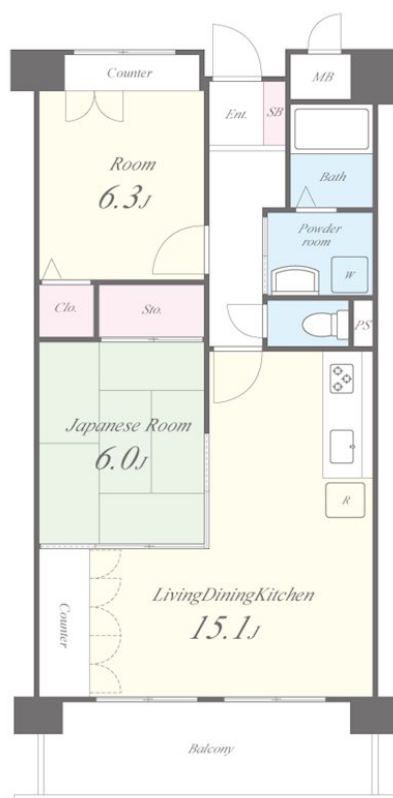 Counter
MB
Ent.
SB
Room
6.3J
Bath
Powder
room
W
Clo.
Sto.
PS
Japanese Room
6.0J
R
Counter
LivingDiningKitchen
15.1J
Balcony